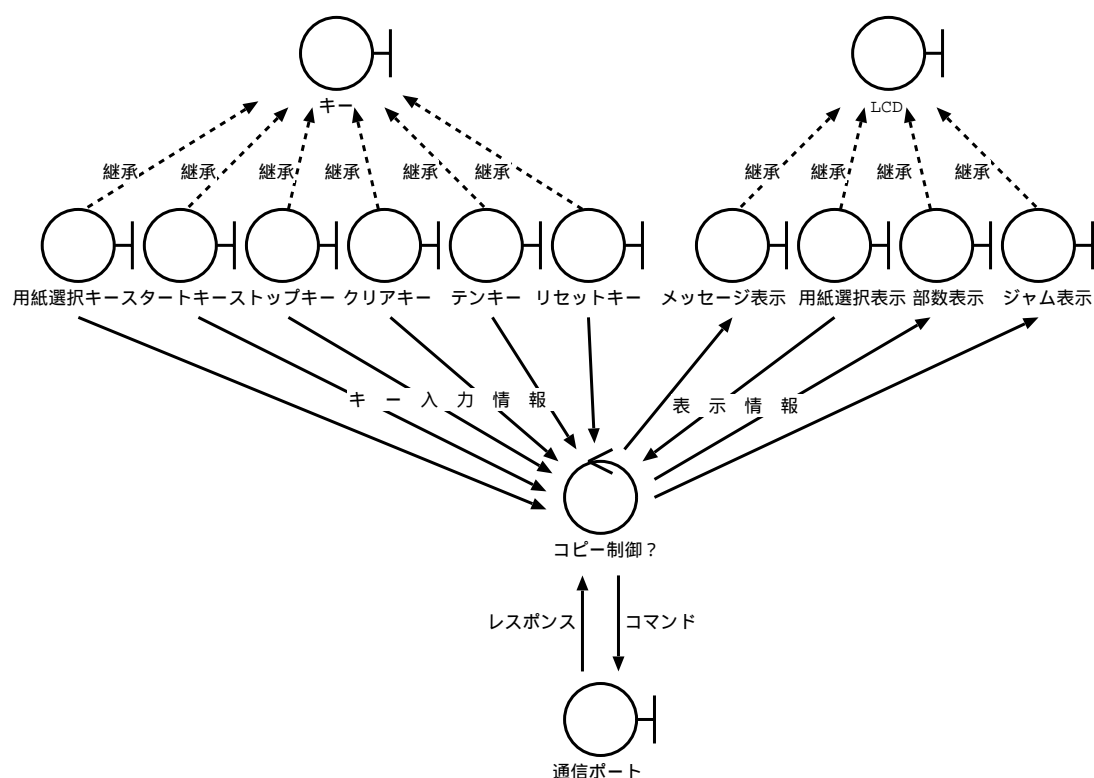 キー
LCD
継承 継承 継承 継承 継承 継承
継承 継承 継承 継承
用紙選択キー スタートキー ストップキー クリアキー テンキー リセットキー
メッセージ表示 用紙選択表示 部数表示 ジャム表示
キー入力情報
表示情報
コピー制御？
レスポンス
コマンド
通信ポート